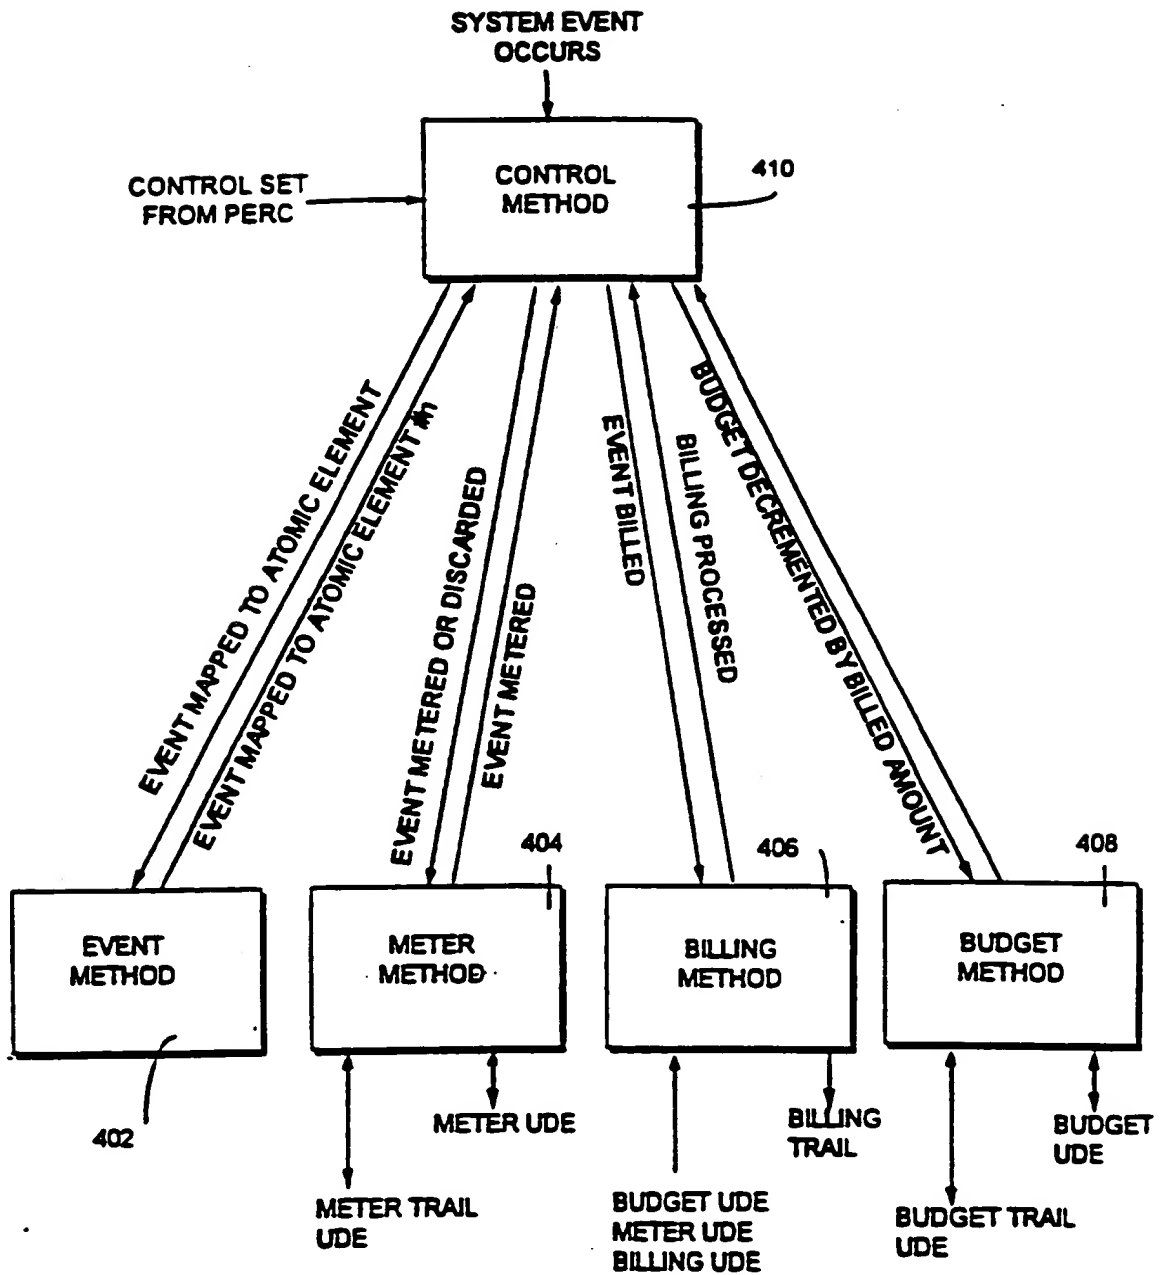 SYSTEM EVENT
OCCURS
CONTROL
METHOD
410
CONTROL SET
FROM PERC
EVENT MAPPED TO ATOMIC ELEMENT
EVENT MAPPED TO ATOMIC ELEMENT #n
EVENT METERED OR DISCARDED
EVENT METERED
EVENT BILLED
BILLING PROCESSED
BUDGET DECREMENTED BY BILLED AMOUNT
404
406
408
EVENT
METHOD
METER
METHOD
BILLING
METHOD
BUDGET
METHOD
402
METER UDE
BILLING
TRAIL
BUDGET
UDE
METER TRAIL
UDE
BUDGET UDE
METER UDE
BILLING UDE
BUDGET TRAIL
UDE